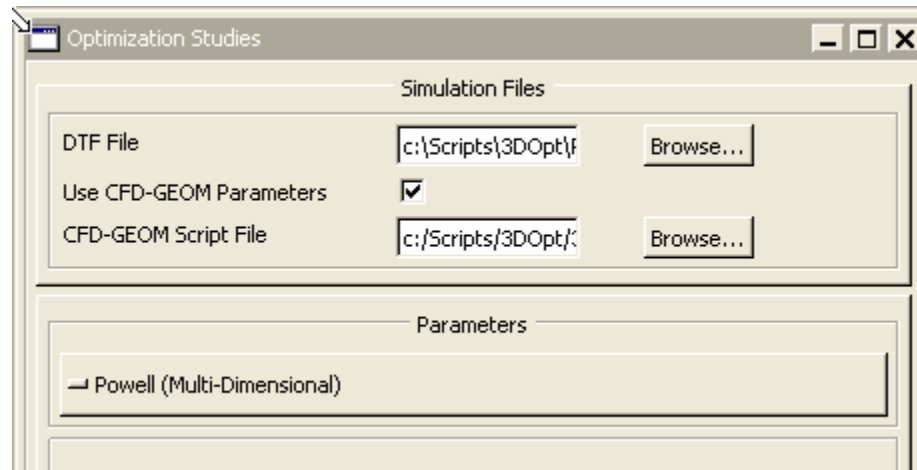 Optimization Studies
Simulation Files
DTF File c:\Scripts\3DOpt\ Browse...
Use CFD-GEOM Parameters
CFD-GEOM Script File c:/Scripts/3DOpt/ Browse...
Parameters
Powell (Multi-Dimensional)